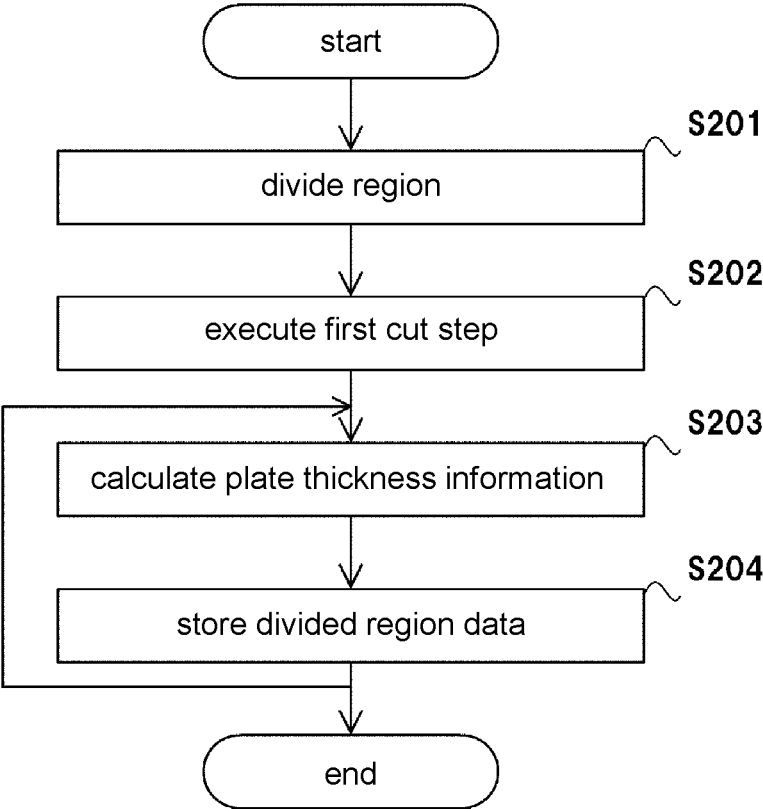 start
S201
divide region
S202
execute first cut step
S203
calculate plate thickness information
S204
store divided region data
end